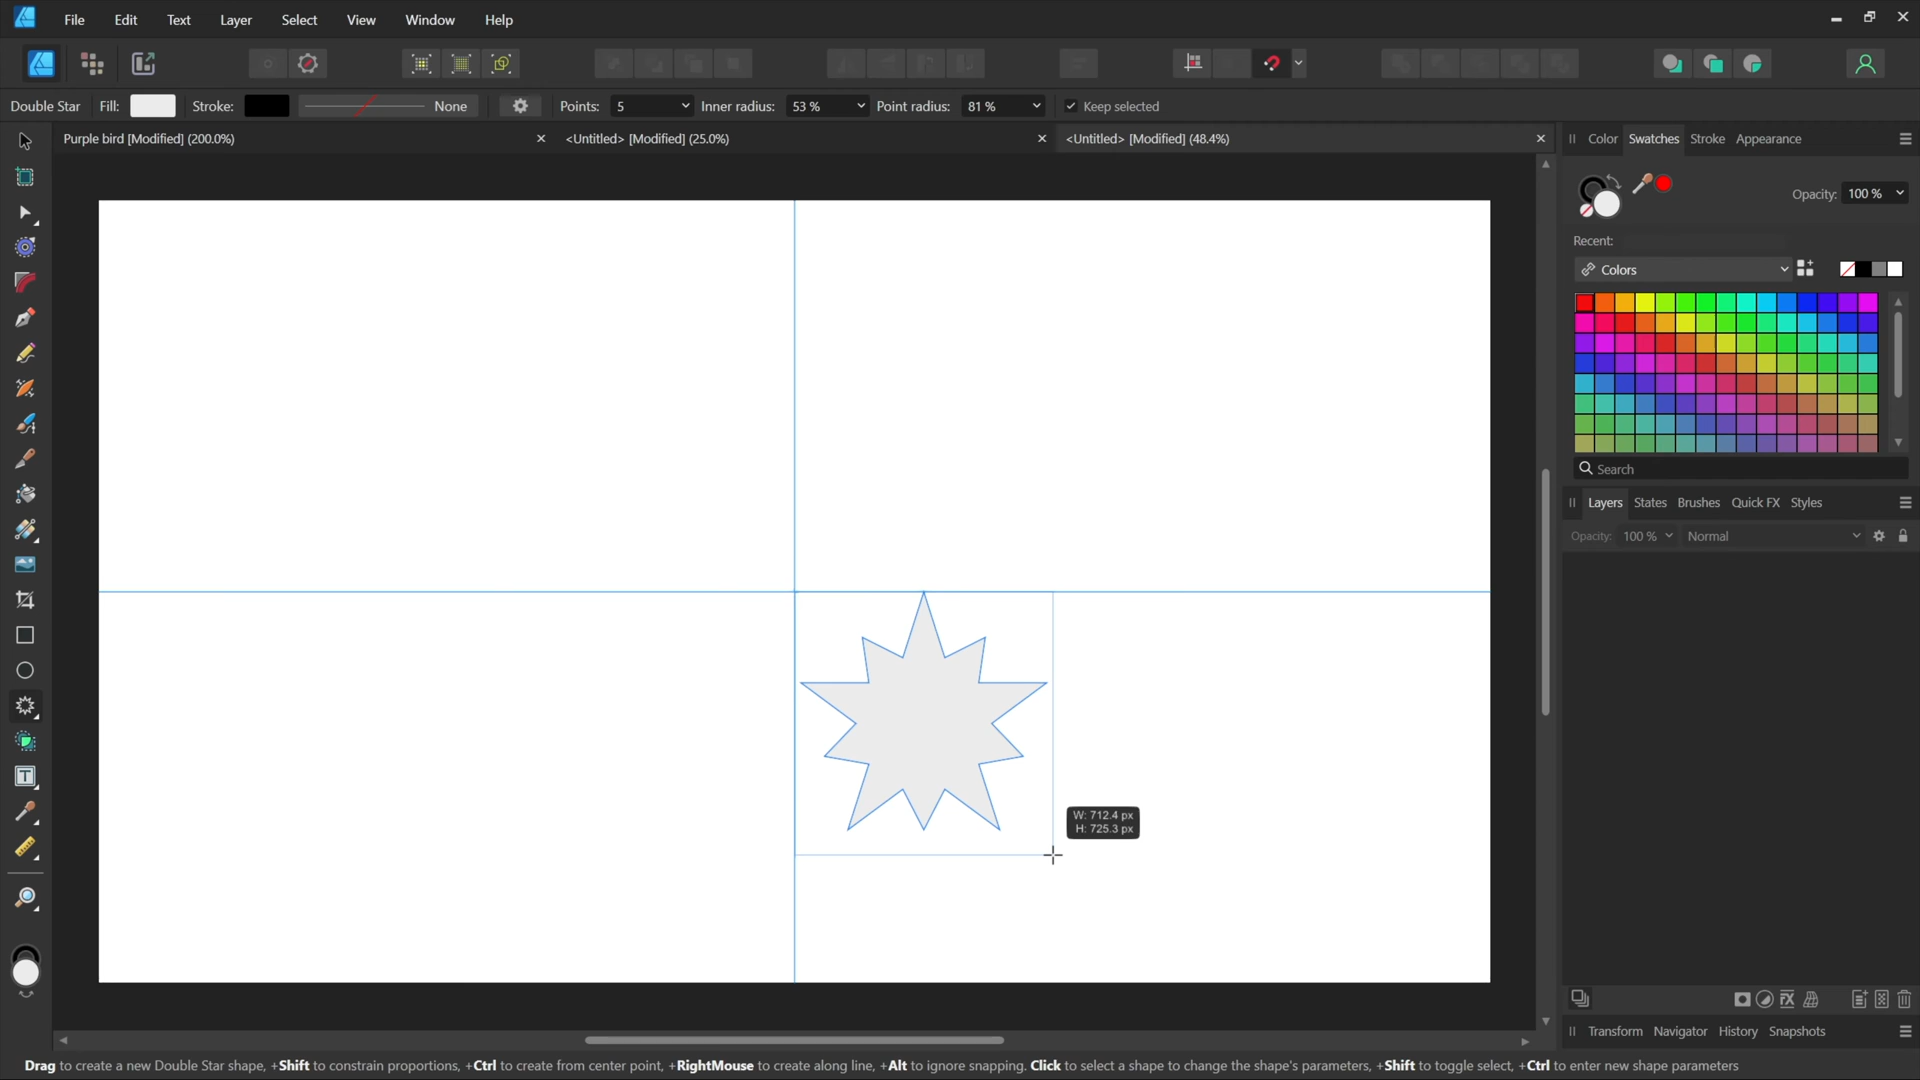 File Edit Text Layer Select View Window Help
Double Star Fill: Stroke: None Points: 5 Inner radius: 53 % Point radius: 81 % Keep selected
Purple bird [Modified] (200.0%) <Untitled> [Modified] (25.0%) <Untitled> [Modified] (48.4%)
Color Swatches Stroke Appearance
Opacity: 100 %
Recent:
Colors
Search
Layers States Brushes Quick FX Styles
Opacity: 100 % Normal
W: 712.4 px
H: 725.3 px
Transform Navigator History Snapshots
Drag to create a new Double Star shape, +Shift to constrain proportions, +Ctrl to create from center point, +RightMouse to create along line, +Alt to ignore snapping. Click to select a shape to change the shape's parameters, +Shift to toggle select, +Ctrl to enter new shape parameters